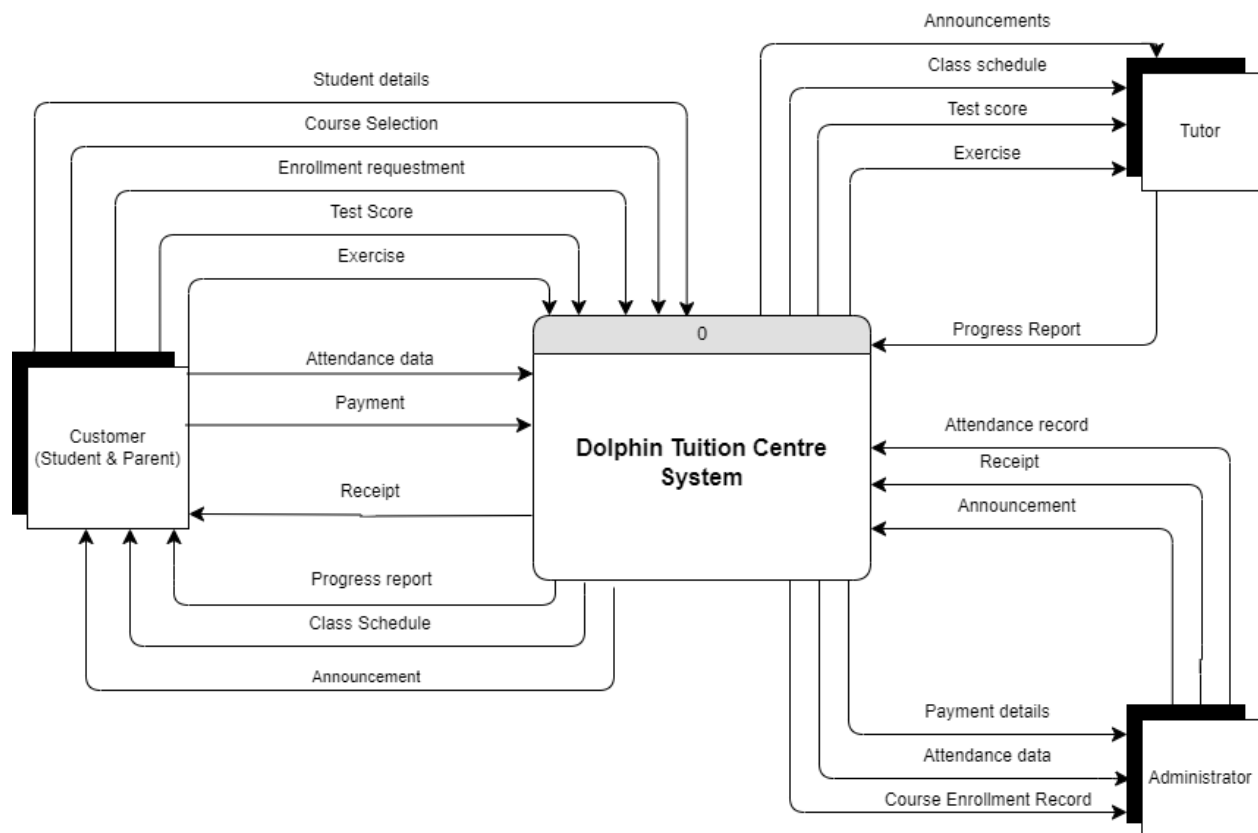 Announcements
Class schedule
Test score
Exercise
Tutor
Progress Report
Student details
Course Selection
Enrollment requestment
Test Score
Exercise
Attendance data
Payment
Customer
(Student & Parent)
Receipt
Progress report
Class Schedule
Announcement
0
Dolphin Tuition Centre
System
Attendance record
Receipt
Announcement
Payment details
Attendance data
Course Enrollment Record
Administrator